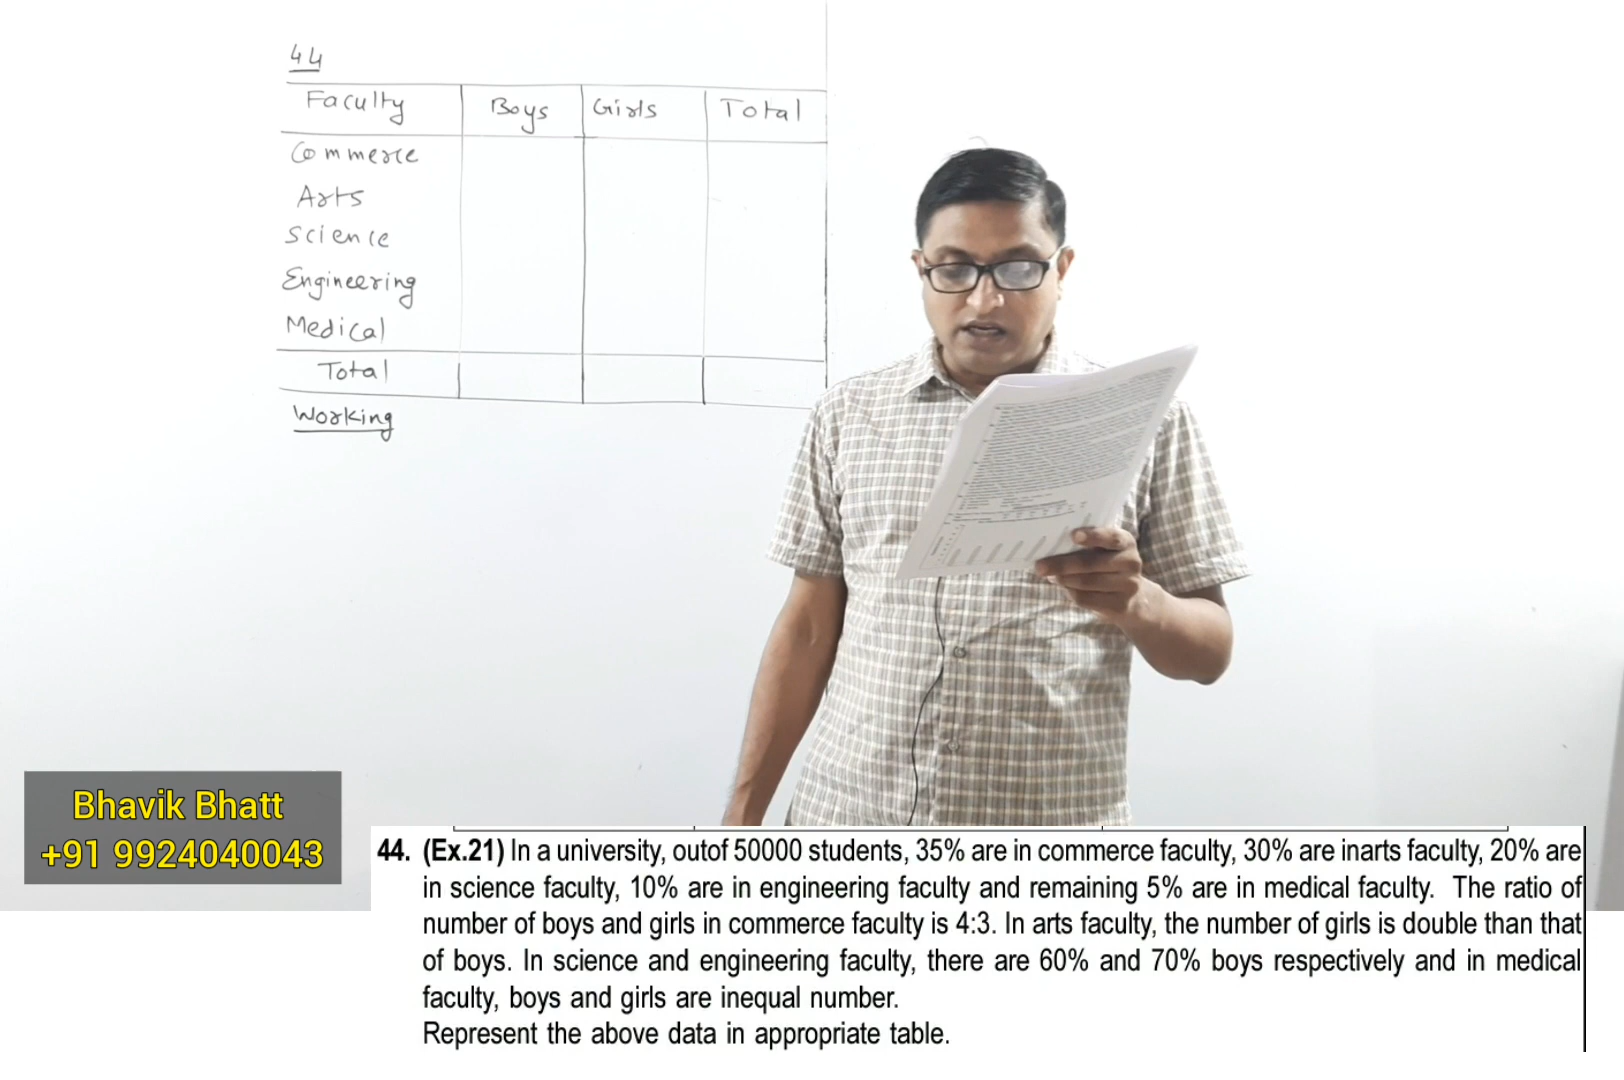 44
Faculty Boys Girls Total
Commerce
Arts
Science
Engineering
Medical
Total
Working
Bhavik Bhatt
+91 9924040043
44. (Ex.21) In a university, outof 50000 students, 35% are in commerce faculty, 30% are inarts faculty, 20% are
in science faculty, 10% are in engineering faculty and remaining 5% are in medical faculty. The ratio of
number of boys and girls in commerce faculty is 4:3. In arts faculty, the number of girls is double than that
of boys. In science and engineering faculty, there are 60% and 70% boys respectively and in medical
faculty, boys and girls are inequal number.
Represent the above data in appropriate table.